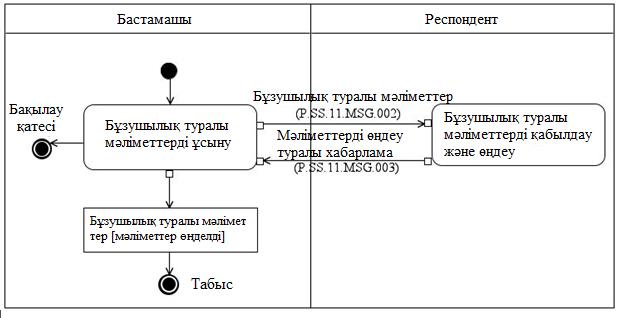 Бастамашы
Респондент
Бұзушылық туралы мәліметтер
(P.SS.11.MSG.002)
Бақылау
қатесі
Бұзушылық туралы
мәліметтерді ұсыну
Мәліметтерді өңдеу
туралы хабарлама
(P.SS.11.MSG.003)
Бұзушылық туралы
мәліметтерді қабылдау
және өңдеу
Бұзушылық туралы мәлімет
тер [мәліметтер өңделді]
Табыс